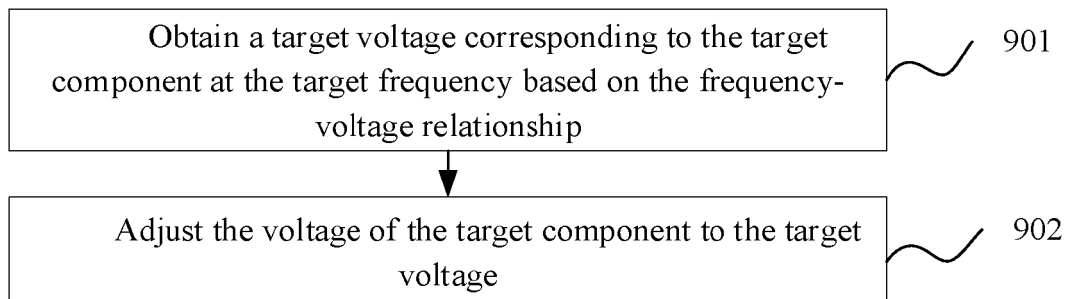 Obtain a target voltage corresponding to the target
component at the target frequency based on the frequency-
voltage relationship
901
Adjust the voltage of the target component to the target
voltage
902